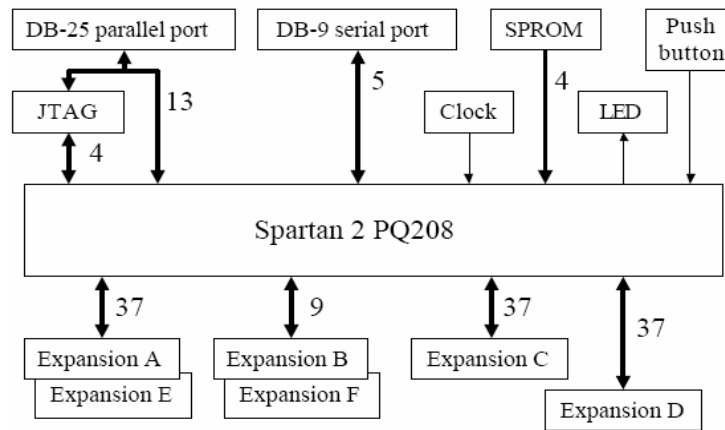 DB-25 parallel port
DB-9 serial port
SPROM
Push
button
13
5
4
JTAG
Clock
LED
4
Spartan 2 PQ208
37
9
37
37
Expansion A
Expansion B
Expansion C
Expansion E
Expansion F
Expansion D